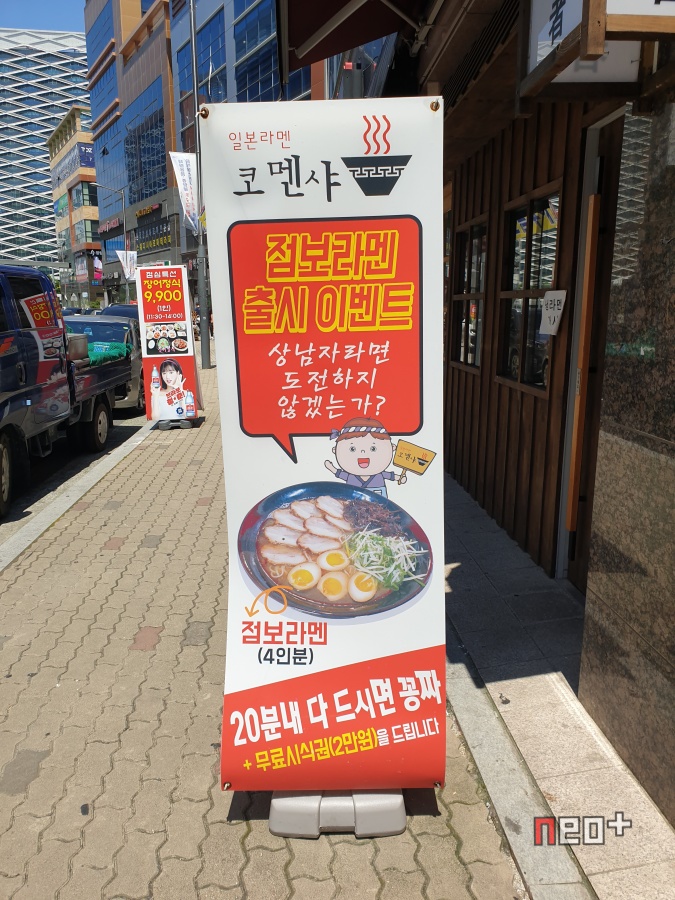 일본라멘
코멘샤
점보라멘
출시 이벤트
상남자라면
도전하지
않겠는가?
코멘샤
점보라멘
(4인분)
20분내 다 드시면 꽁짜
+ 무료시식권(2만원)을 드립니다
점심특선
장어정식
9,900
(1인)
(11:30~14:00)
者
neo+